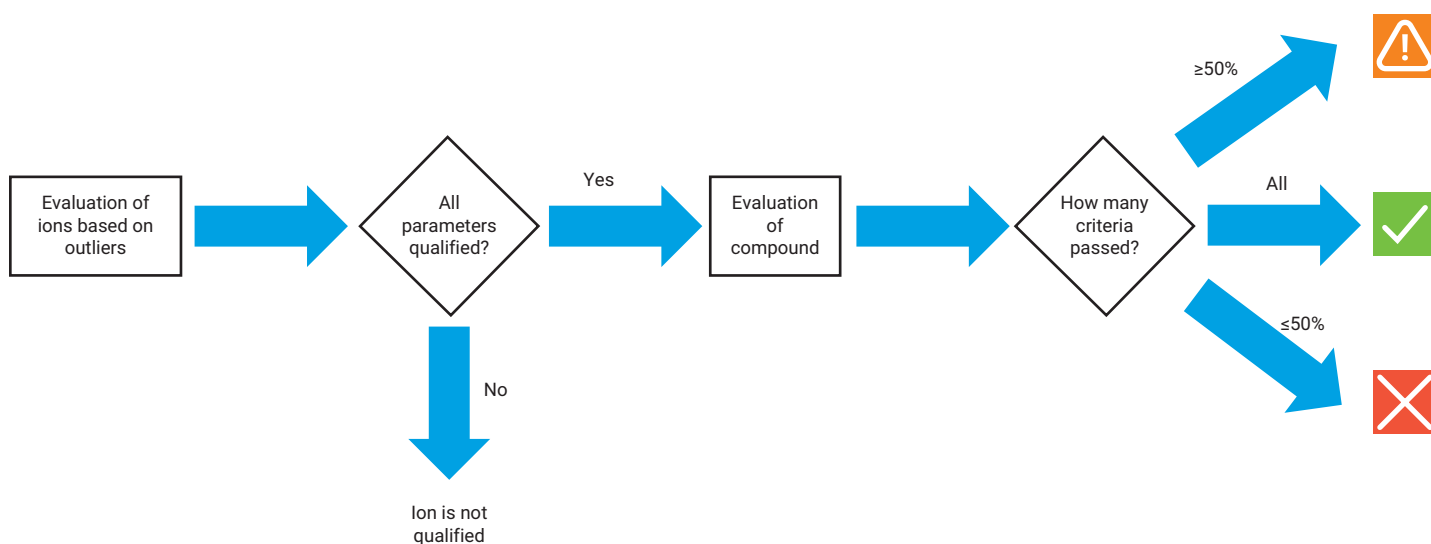 Evaluation of
ions based on
outliers
All
parameters
qualified?
Yes
No
Ion is not
qualified
Evaluation
of
compound
How many
criteria
passed?
≥50%
All
≤50%